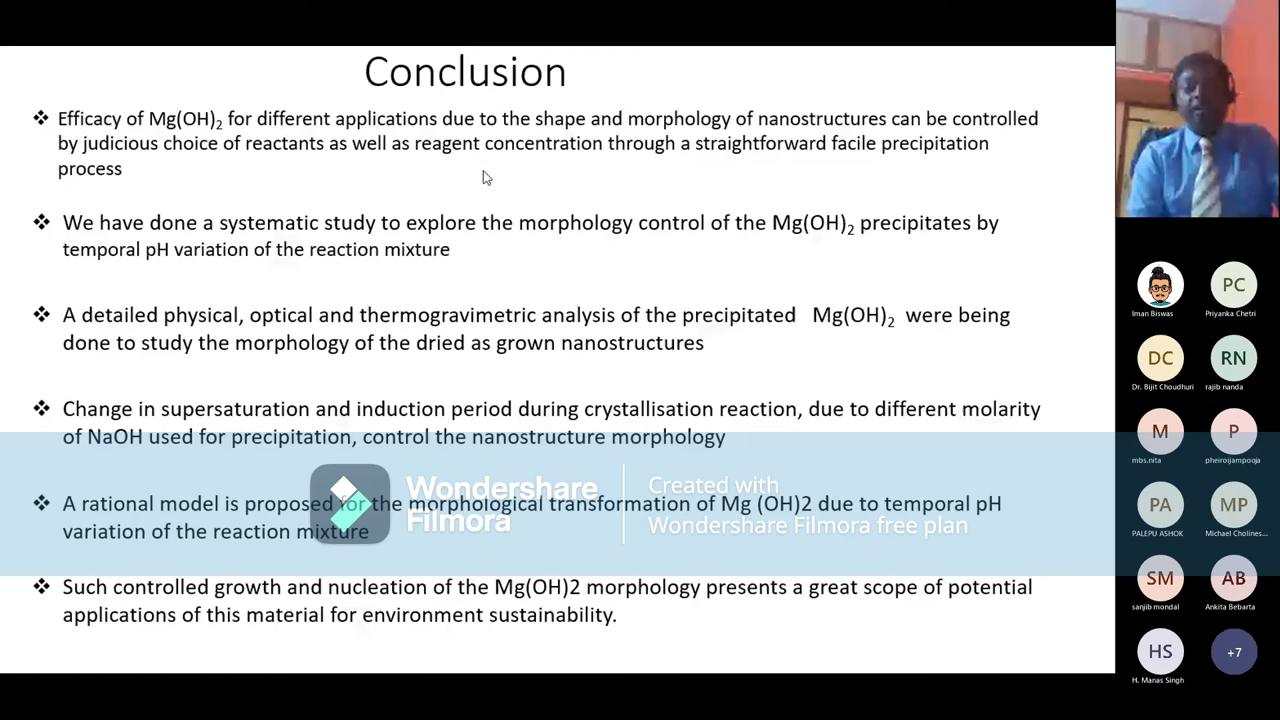 Conclusion
❖ Efficacy of Mg(OH)₂ for different applications due to the shape and morphology of nanostructures can be controlled
by judicious choice of reactants as well as reagent concentration through a straightforward facile precipitation
process
❖ We have done a systematic study to explore the morphology control of the Mg(OH)₂ precipitates by
temporal pH variation of the reaction mixture
❖ A detailed physical, optical and thermogravimetric analysis of the precipitated Mg(OH)₂ were being
done to study the morphology of the dried as grown nanostructures
❖ Change in supersaturation and induction period during crystallisation reaction, due to different molarity
of NaOH used for precipitation, control the nanostructure morphology
❖ A rational model is proposed for the morphological transformation of Mg (OH)2 due to temporal pH
variation of the reaction mixture
❖ Such controlled growth and nucleation of the Mg(OH)2 morphology presents a great scope of potential
applications of this material for environment sustainability.
Wondershare
Filmora
Created with
Wondershare Filmora free plan
PC
Iman Biswas
Priyanka Chetri
DC
RN
Dr. Bijit Choudhuri
rajib nanda
M
P
mbs.nita
pheiroijampooja
PA
MP
PALEPU ASHOK
Michael Cholines...
SM
AB
sanjib mondal
Ankita Bebarta
HS
+7
H. Manas Singh